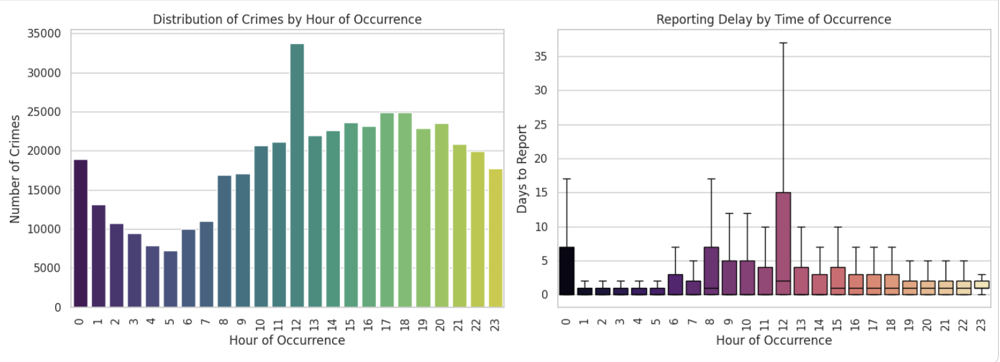 Distribution of Crimes by Hour of Occurrence
35000
30000
25000
20000
15000
10000
5000
0
Number of Crimes
0 1 2 3 4 5 6 7 8 9 10 11 12 13 14 15 16 17 18 19 20 21 22 23
Hour of Occurrence
Reporting Delay by Time of Occurrence
35
30
25
20
15
10
5
0
Days to Report
0 1 2 3 4 5 6 7 8 9 10 11 12 13 14 15 16 17 18 19 20 21 22 23
Hour of Occurrence